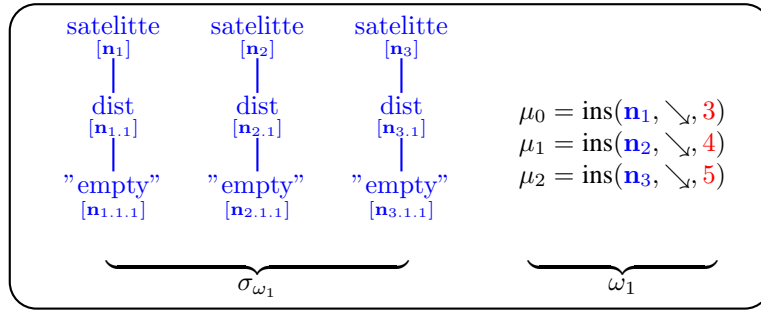 satelitte satelitte satelitte
[n₁] [n₂] [n₃]
dist dist dist
[n₁.₁] [n₂.₁] [n₃.₁]
"empty" "empty" "empty"
[n₁.₁.₁] [n₂.₁.₁] [n₃.₁.₁]
σ_{ω₁}
μ₀ = ins(n₁, ↘, 3)
μ₁ = ins(n₂, ↘, 4)
μ₂ = ins(n₃, ↘, 5)
ω₁